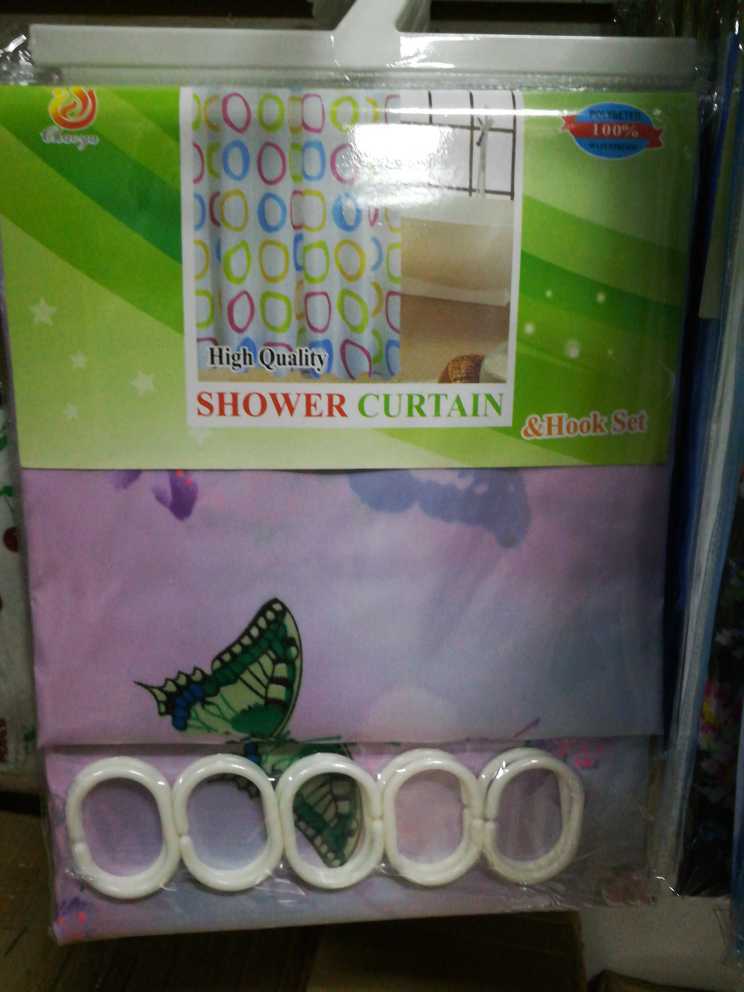 POLYESTER
100%
WATERPROOF
High Quality
SHOWER CURTAIN
&Hook Set